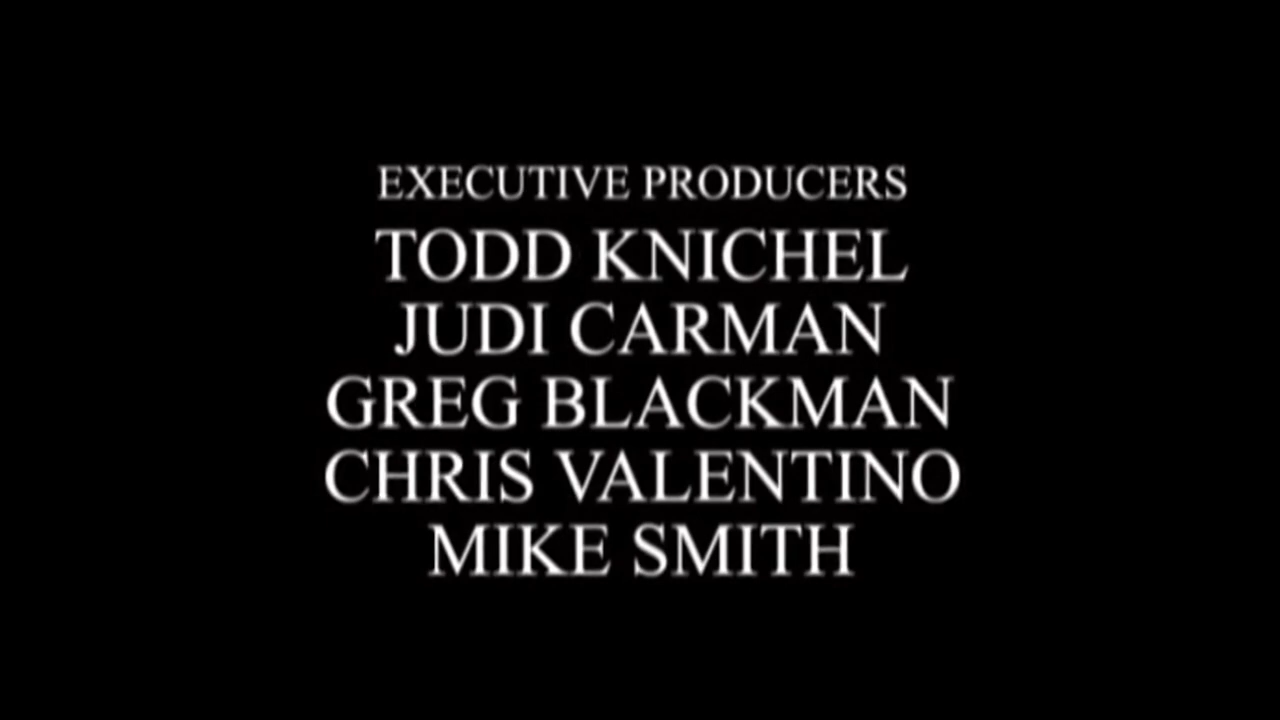 EXECUTIVE PRODUCERS
TODD KNICHEL
JUDI CARMAN
GREG BLACKMAN
CHRIS VALENTINO
MIKE SMITH